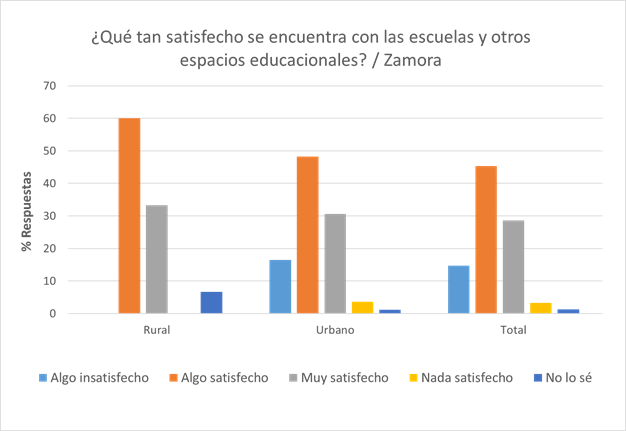 ¿Qué tan satisfecho se encuentra con las escuelas y otros
espacios educacionales? / Zamora
70
60
50
40
30
20
10
0
% Respuestas
Rural
Urbano
Total
Algo insatisfecho
Algo satisfecho
Muy satisfecho
Nada satisfecho
No lo sé